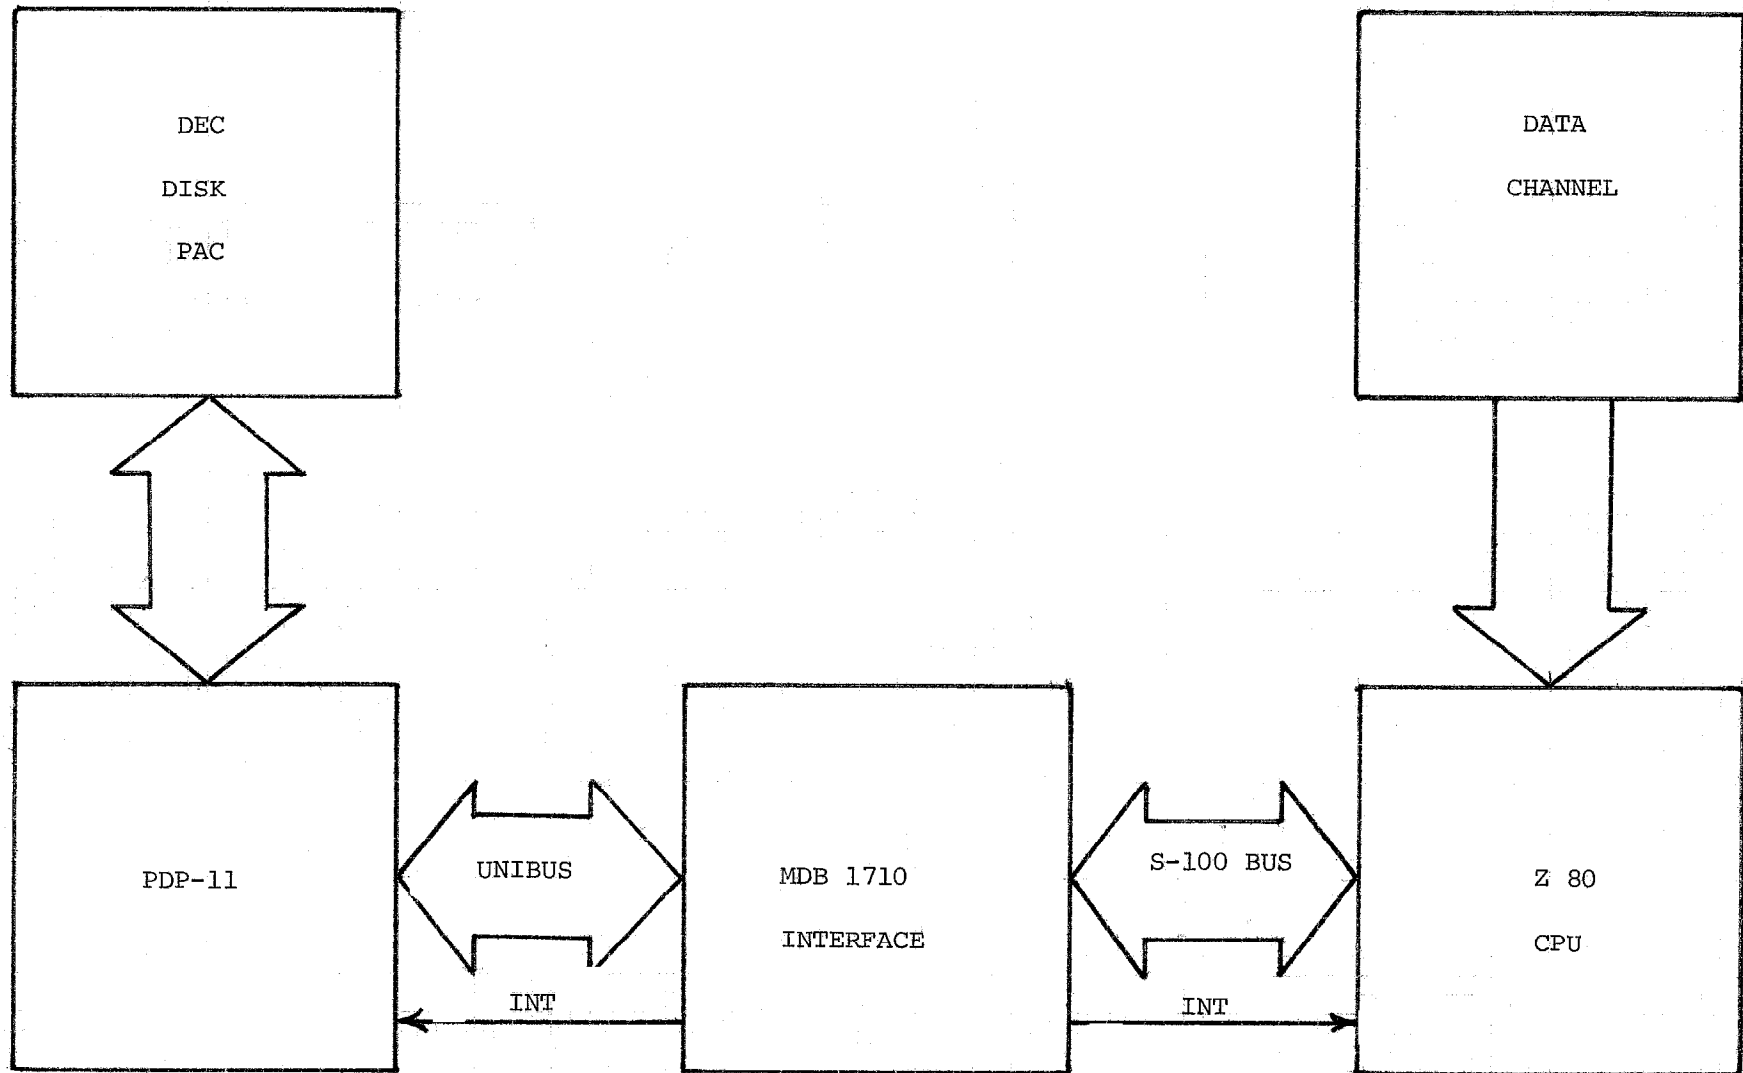 DEC
DISK
PAC
DATA
CHANNEL
PDP-11
UNIBUS
MDB 1710
INTERFACE
S-100 BUS
Z 80
CPU
INT
INT